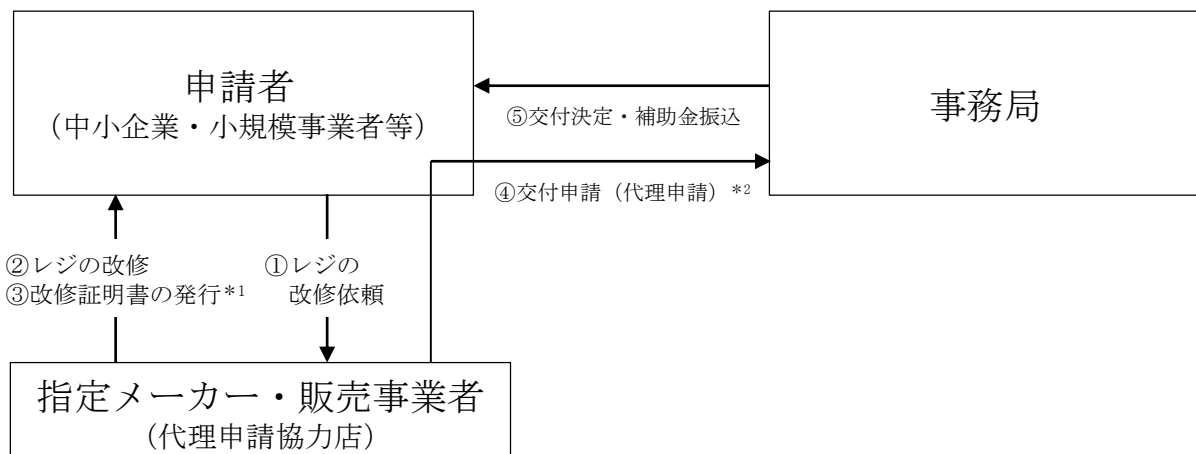 申請者
（中小企業・小規模事業者等）
事務局
⑤交付決定・補助金振込
④交付申請（代理申請）*2
②レジの改修
③改修証明書の発行*1
①レジの
改修依頼
指定メーカー・販売事業者
（代理申請協力店）